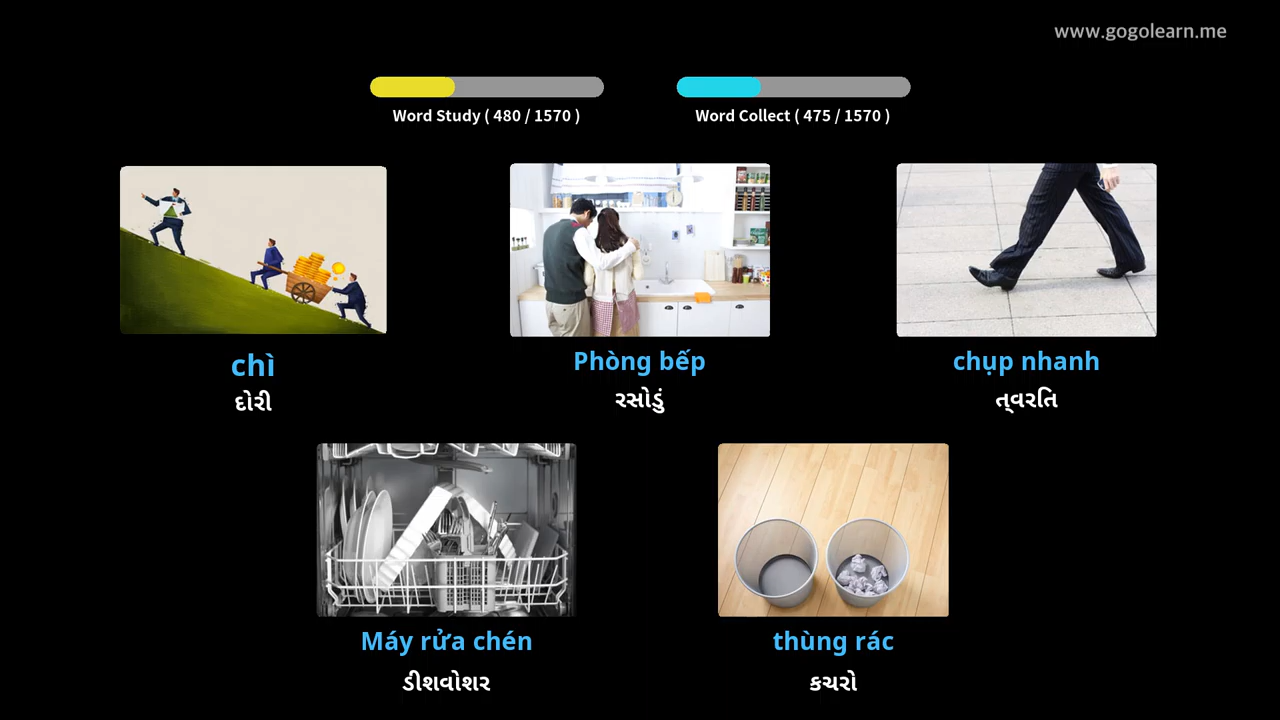 www.gogolearn.me
Word Study ( 480 / 1570 )
Word Collect ( 475 / 1570 )
chì
દોરી
Phòng bếp
રસોડું
chụp nhanh
ત્વરતિ
Máy rửa chén
ડીશવોશર
thùng rác
કચરો